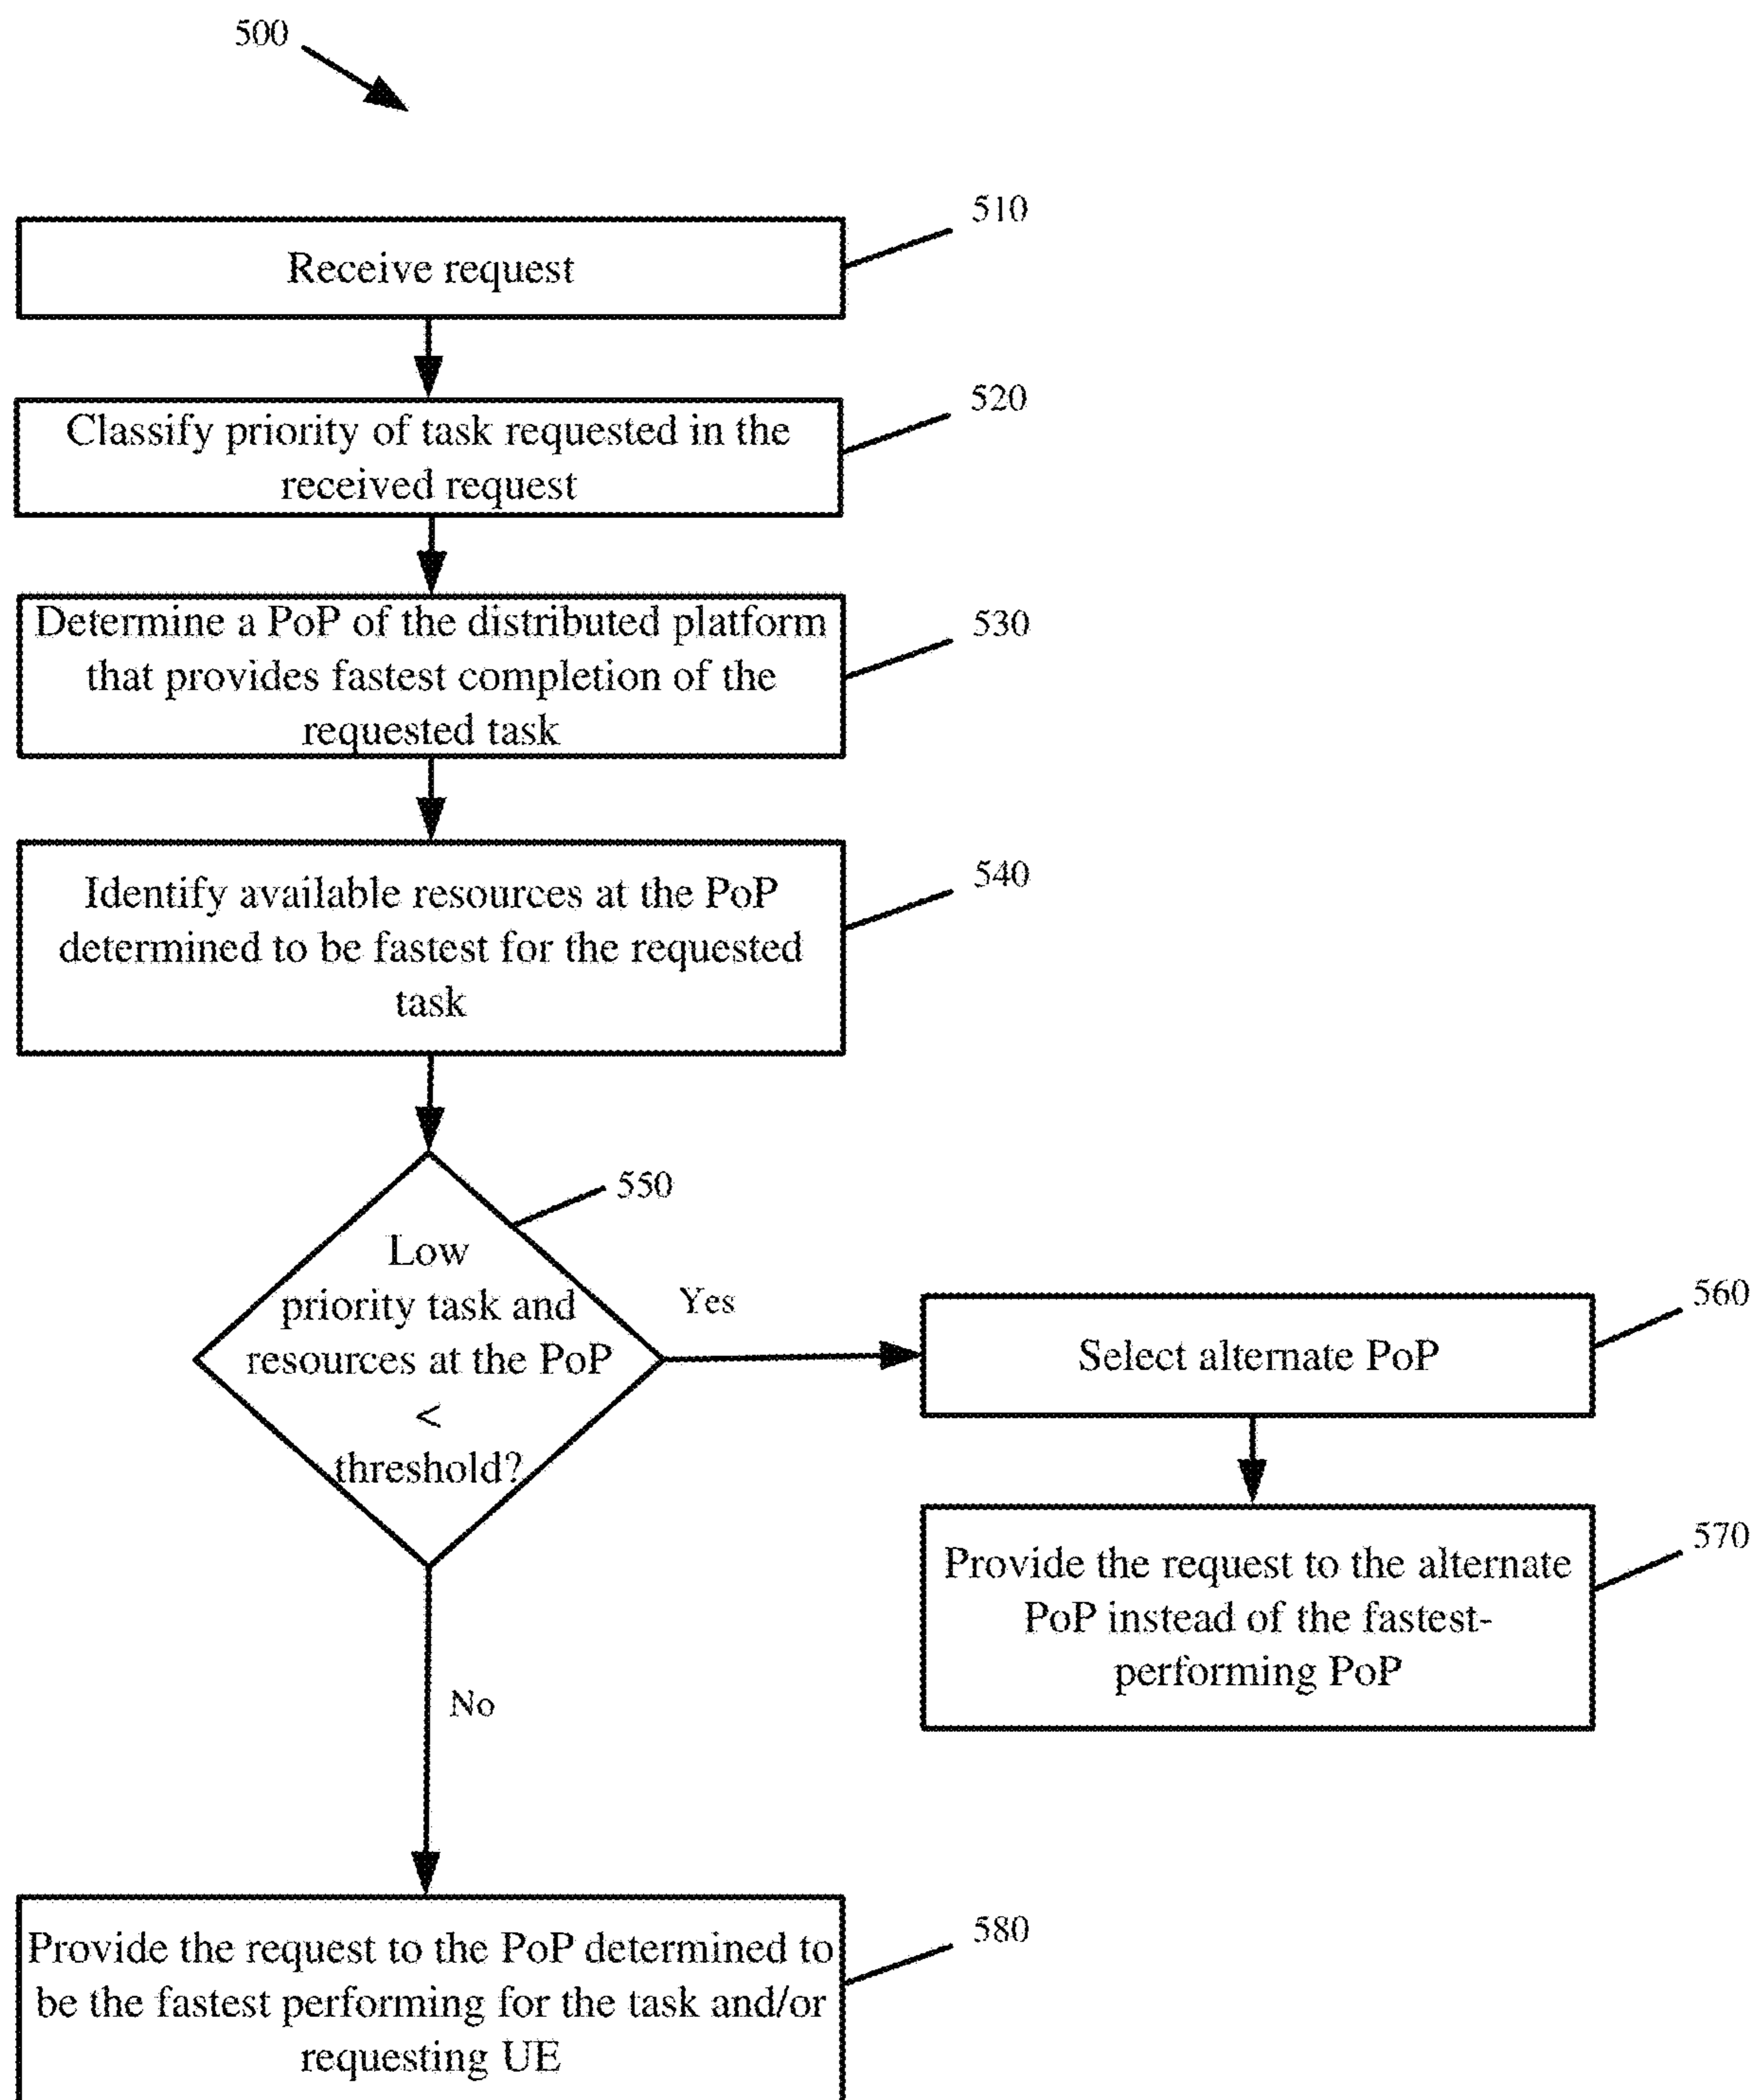 500
510
Receive request
520
Classify priority of task requested in the
received request
530
Determine a PoP of the distributed platform
that provides fastest completion of the
requested task
540
Identify available resources at the PoP
determined to be fastest for the requested
task
550
Low
priority task and
resources at the PoP
<
threshold?
Yes
560
Select alternate PoP
570
Provide the request to the alternate
PoP instead of the fastest-
performing PoP
No
580
Provide the request to the PoP determined to
be the fastest performing for the task and/or
requesting UE